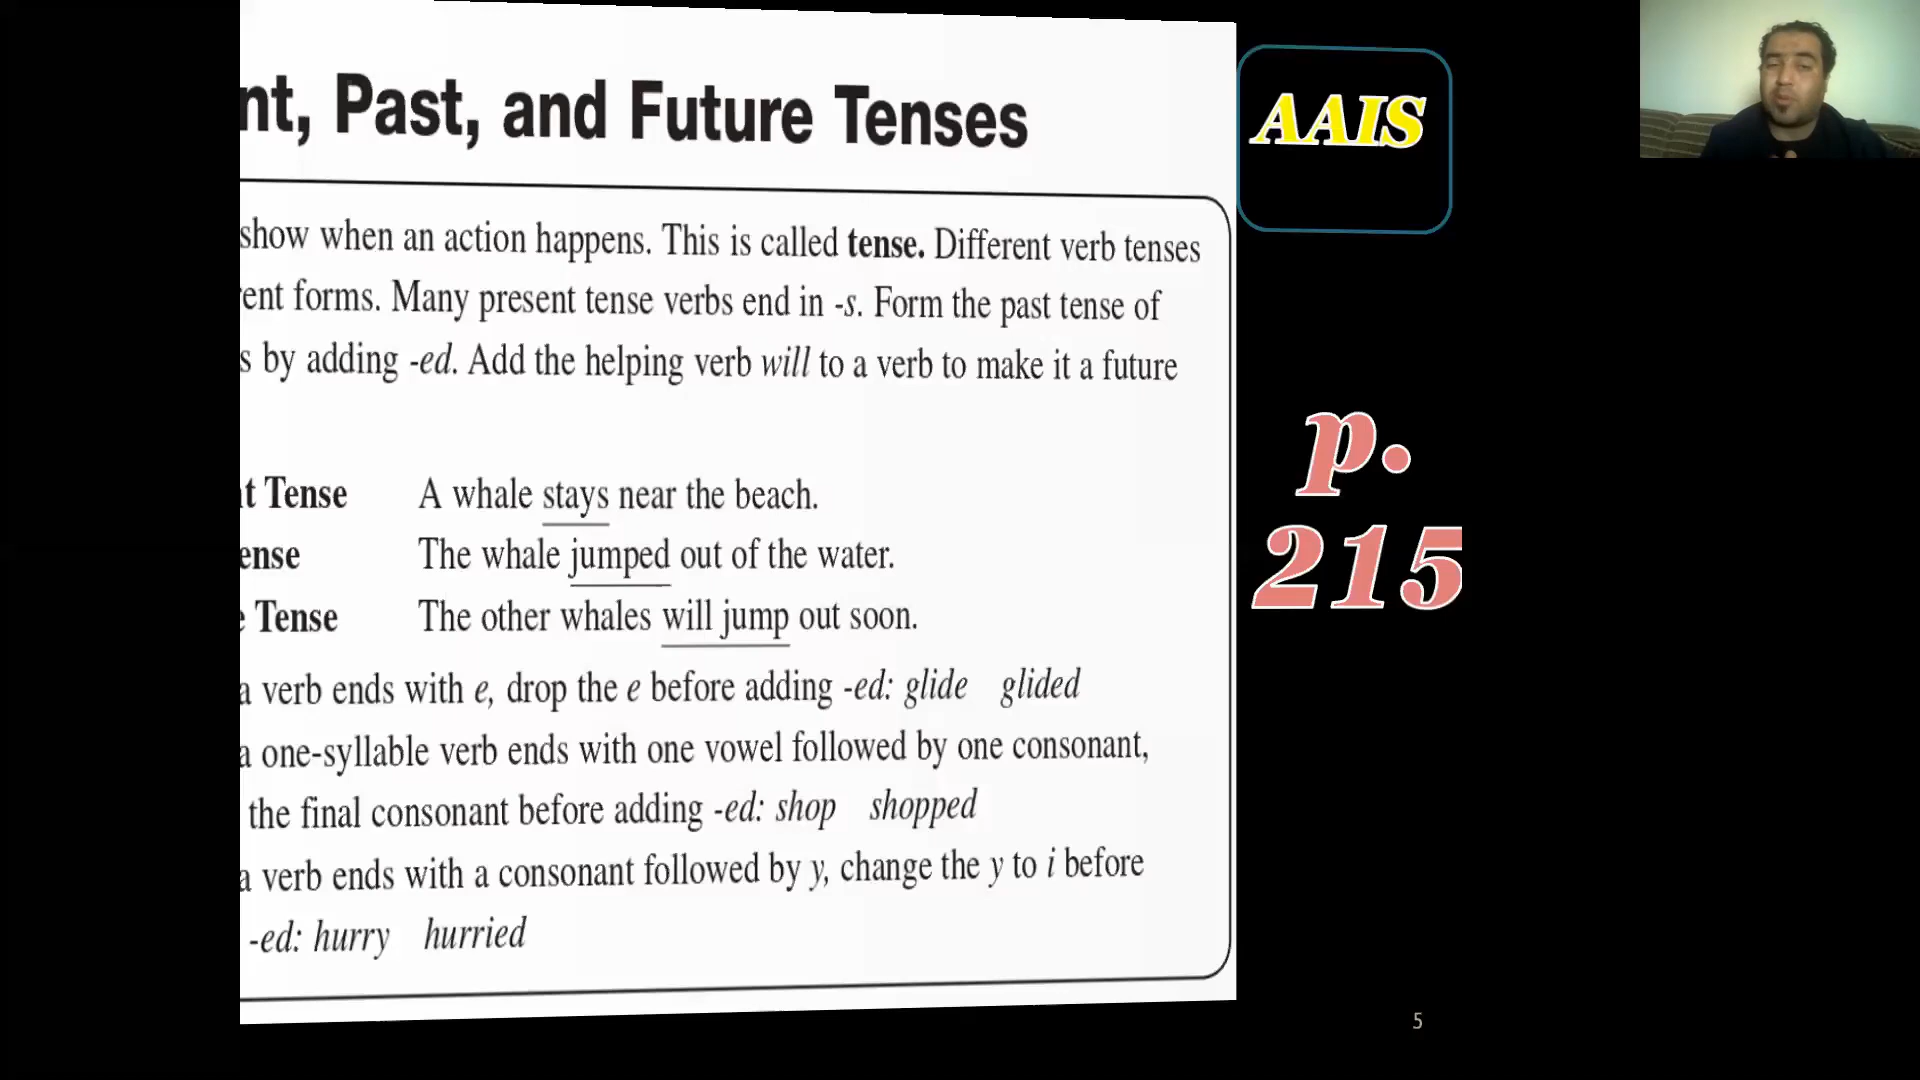 nt, Past, and Future Tenses
show when an action happens. This is called tense. Different verb tenses
ent forms. Many present tense verbs end in -s. Form the past tense of
s by adding -ed. Add the helping verb will to a verb to make it a future
t Tense A whale stays near the beach.
ense The whale jumped out of the water.
e Tense The other whales will jump out soon.
a verb ends with e, drop the e before adding -ed: glide glided
a one-syllable verb ends with one vowel followed by one consonant,
the final consonant before adding -ed: shop shopped
a verb ends with a consonant followed by y, change the y to i before
-ed: hurry hurried
AAIS
p.
215
5